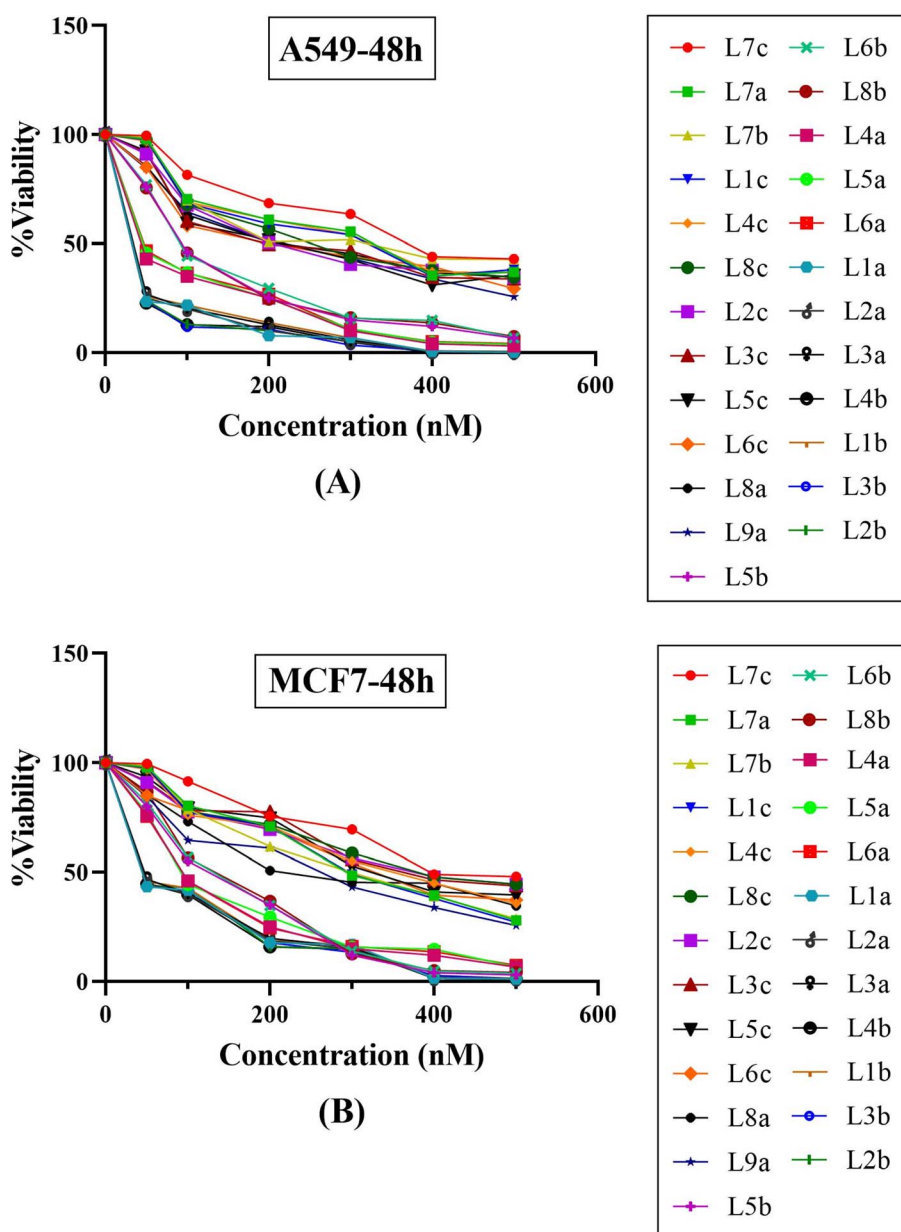 A549-48h
150
100
50
0
%Viability
0
200
400
600
Concentration (nM)
(A)
L7c L6b
L7a L8b
L7b L4a
L1c L5a
L4c L6a
L8c L1a
L2c L2a
L3c L3a
L5c L4b
L6c L1b
L8a L3b
L9a L2b
L5b
MCF7-48h
150
100
50
0
%Viability
0
200
400
600
Concentration (nM)
(B)
L7c L6b
L7a L8b
L7b L4a
L1c L5a
L4c L6a
L8c L1a
L2c L2a
L3c L3a
L5c L4b
L6c L1b
L8a L3b
L9a L2b
L5b